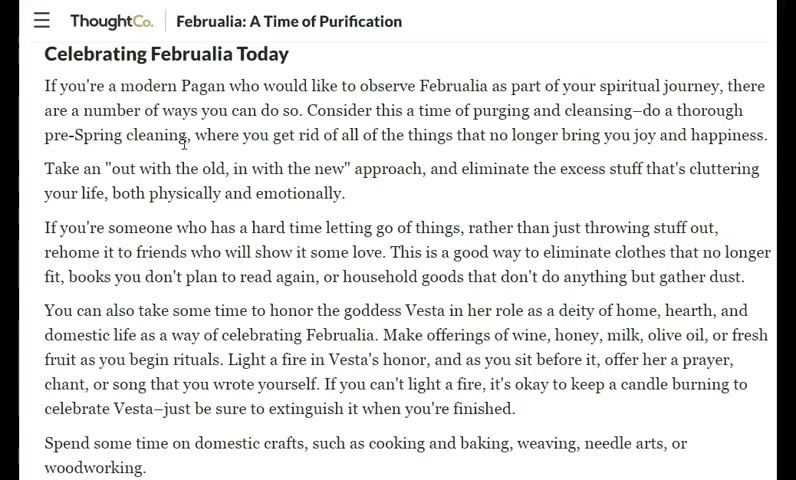 ThoughtCo. Februalia: A Time of Purification
Celebrating Februalia Today
If you're a modern Pagan who would like to observe Februalia as part of your spiritual journey, there
are a number of ways you can do so. Consider this a time of purging and cleansing–do a thorough
pre-Spring cleaning, where you get rid of all of the things that no longer bring you joy and happiness.
Take an "out with the old, in with the new" approach, and eliminate the excess stuff that's cluttering
your life, both physically and emotionally.
If you're someone who has a hard time letting go of things, rather than just throwing stuff out,
rehome it to friends who will show it some love. This is a good way to eliminate clothes that no longer
fit, books you don't plan to read again, or household goods that don't do anything but gather dust.
You can also take some time to honor the goddess Vesta in her role as a deity of home, hearth, and
domestic life as a way of celebrating Februalia. Make offerings of wine, honey, milk, olive oil, or fresh
fruit as you begin rituals. Light a fire in Vesta's honor, and as you sit before it, offer her a prayer,
chant, or song that you wrote yourself. If you can't light a fire, it's okay to keep a candle burning to
celebrate Vesta–just be sure to extinguish it when you're finished.
Spend some time on domestic crafts, such as cooking and baking, weaving, needle arts, or
woodworking.